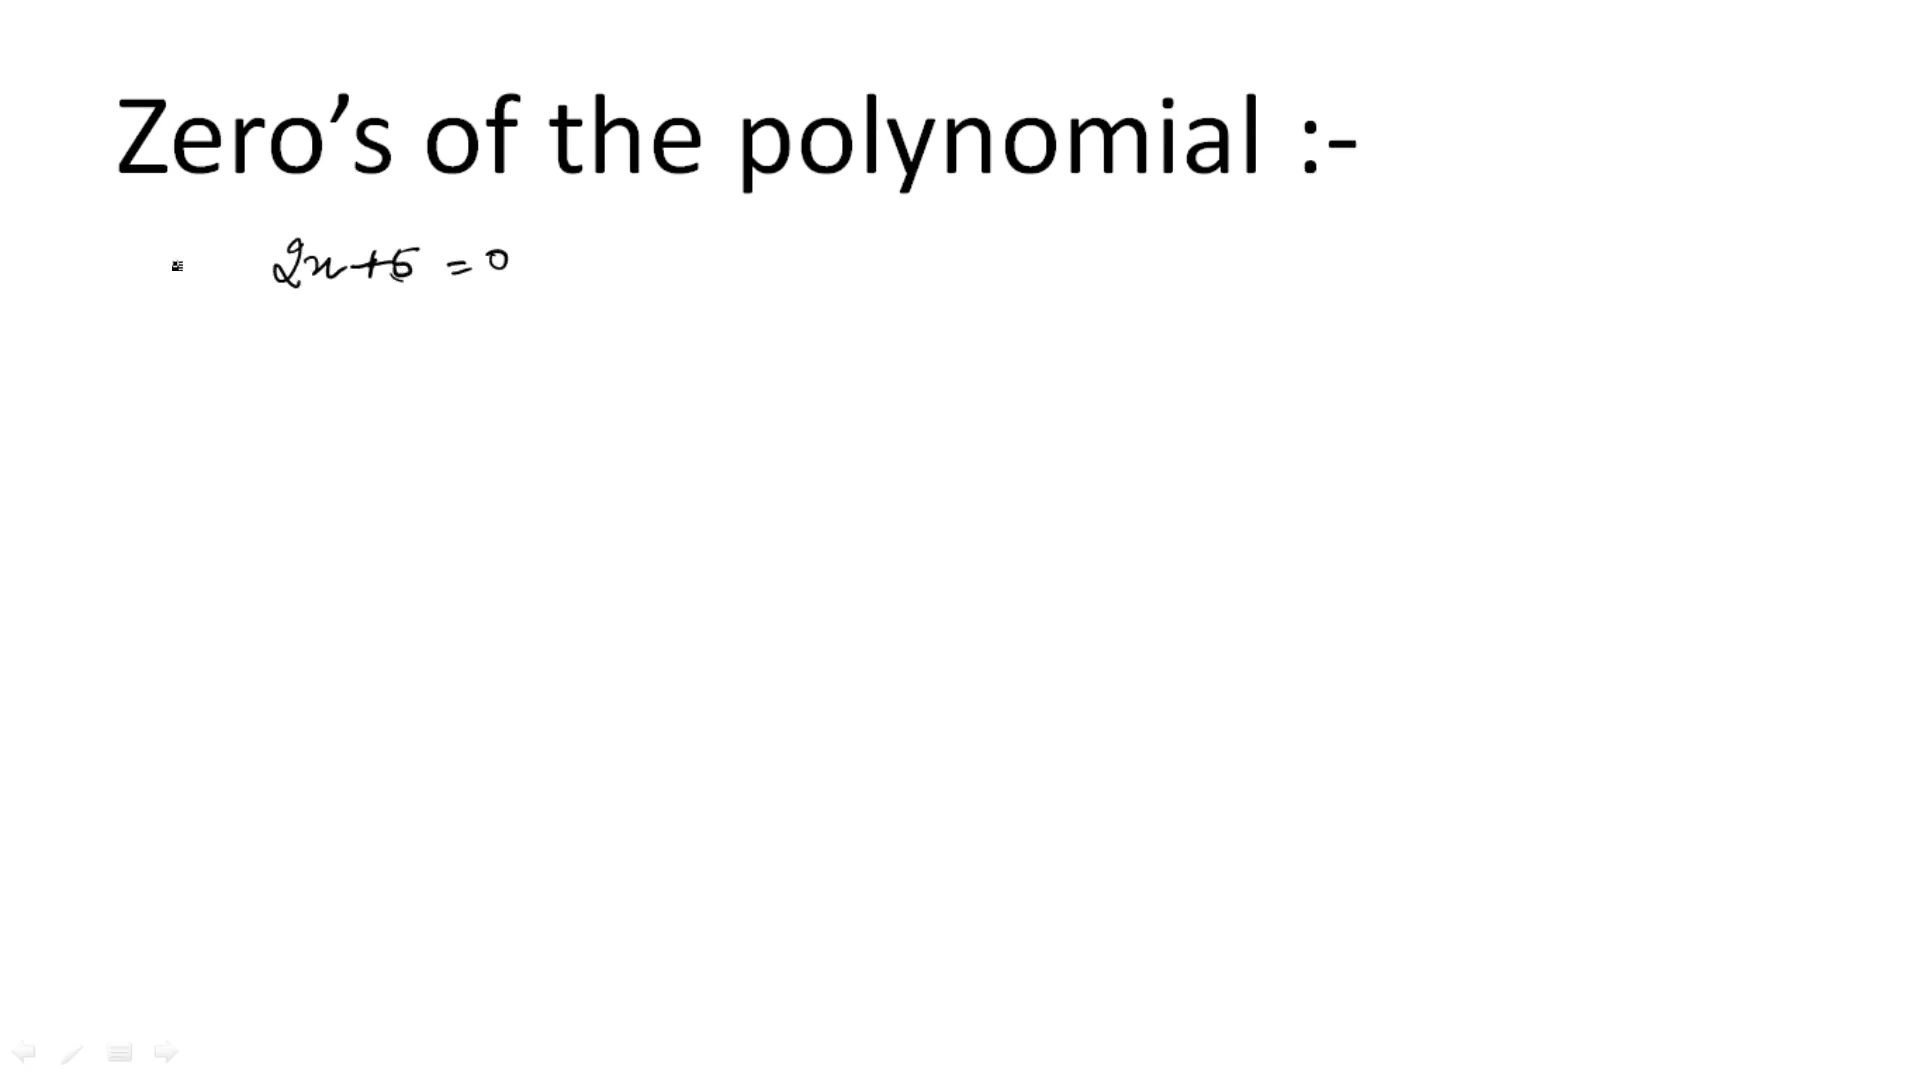 Zero’s of the polynomial :-
2x+5 = 0